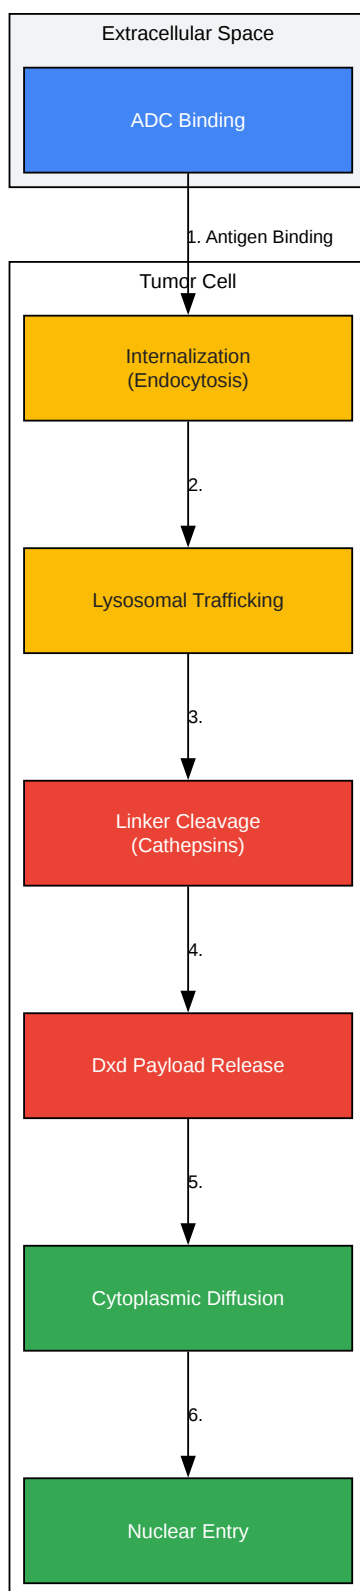 Extracellular Space
ADC Binding
1. Antigen Binding
Tumor Cell
Internalization
(Endocytosis)
2.
Lysosomal Trafficking
3.
Linker Cleavage
(Cathepsins)
4.
Dxd Payload Release
5.
Cytoplasmic Diffusion
6.
Nuclear Entry